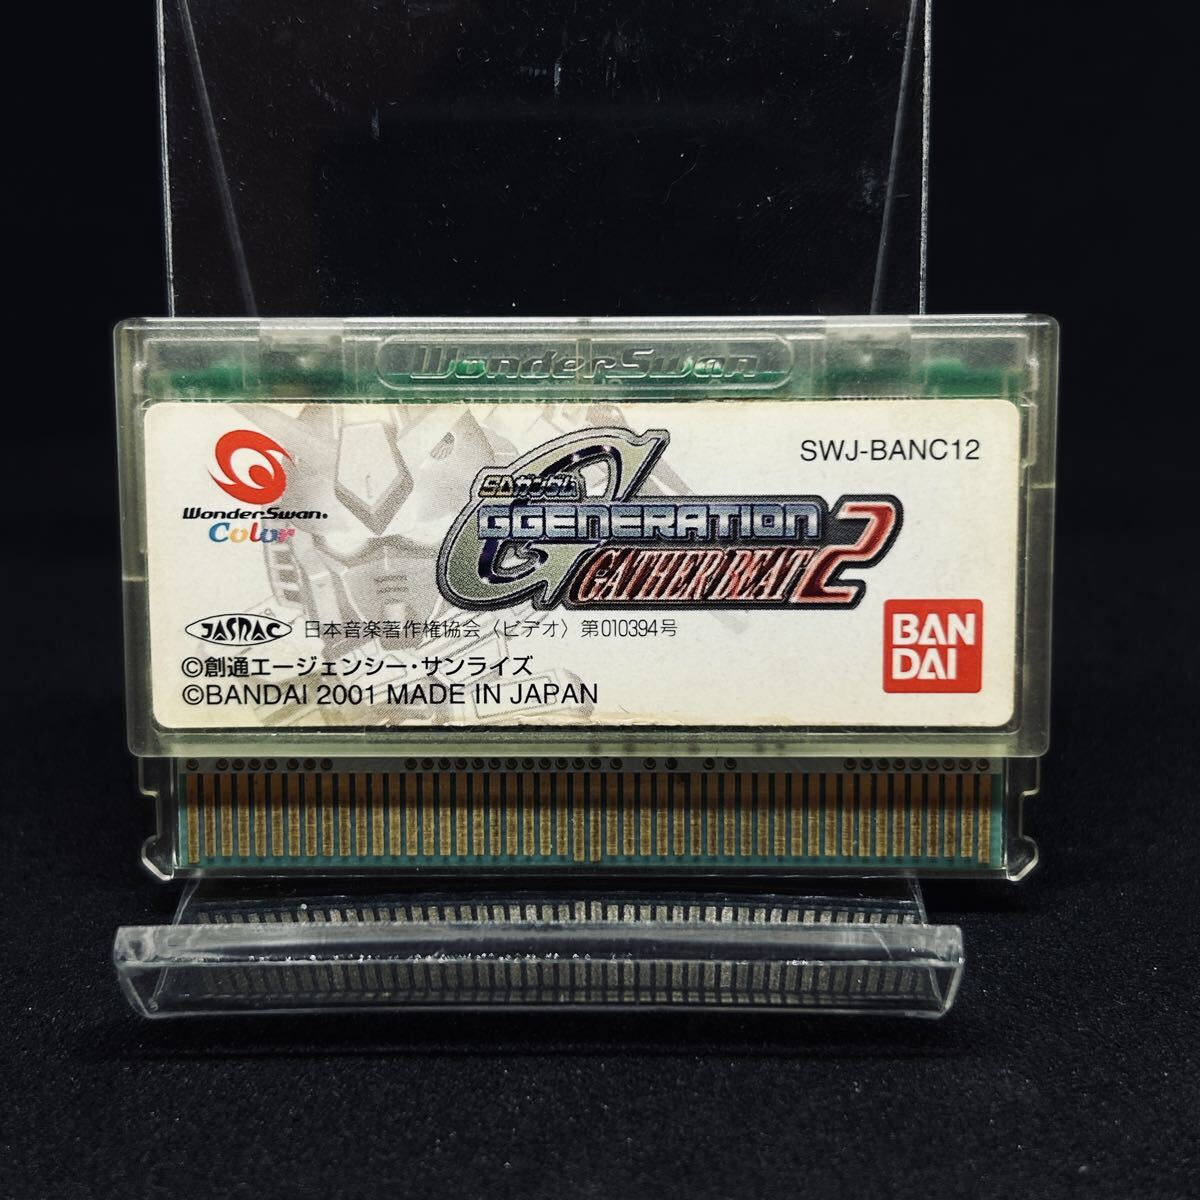 WonderSwan
SWJ-BANC12
WonderSwan.
Color
SDガンダム
GGENERATION
GATHER BEAT 2
JASRAC 日本音楽著作権協会〈ビデオ〉第010394号
BAN
DAI
©創通エージェンシー・サンライズ
©BANDAI 2001 MADE IN JAPAN